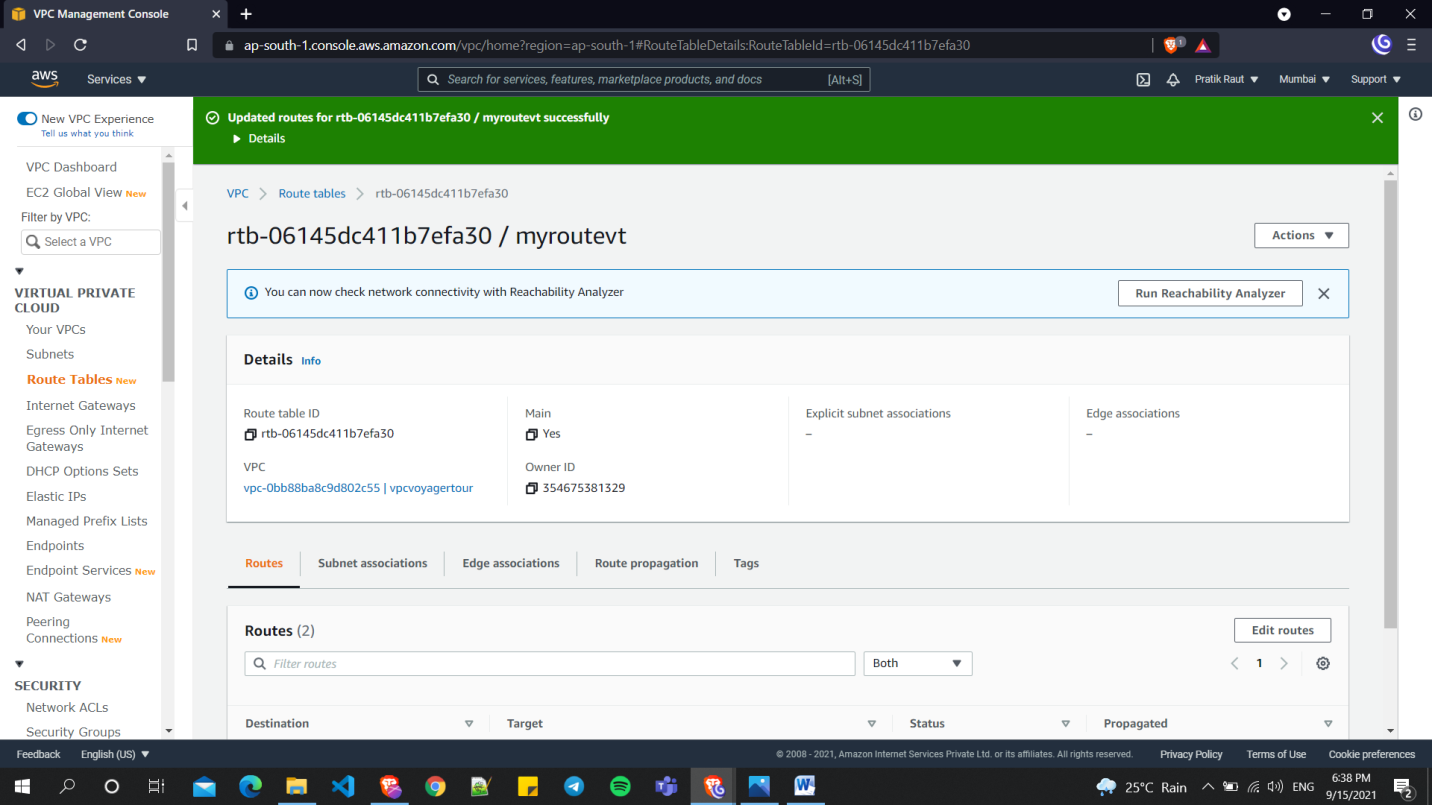 VPC Management Console
ap-south-1.console.aws.amazon.com/vpc/home?region=ap-south-1#RouteTableDetails:RouteTableId=rtb-06145dc411b7efa30
1
aws
Services
Search for services, features, marketplace products, and docs [Alt+S]
Pratik Raut
Mumbai
Support
New VPC Experience
Tell us what you think
VPC Dashboard
EC2 Global View New
Filter by VPC:
Select a VPC
VIRTUAL PRIVATE
CLOUD
Your VPCs
Subnets
Route Tables New
Internet Gateways
Egress Only Internet
Gateways
DHCP Options Sets
Elastic IPs
Managed Prefix Lists
Endpoints
Endpoint Services New
NAT Gateways
Peering
Connections New
SECURITY
Network ACLs
Security Groups
Updated routes for rtb-06145dc411b7efa30 / myroutevt successfully
Details
VPC
Route tables
rtb-06145dc411b7efa30
rtb-06145dc411b7efa30 / myroutevt
Actions
You can now check network connectivity with Reachability Analyzer
Run Reachability Analyzer
Details Info
Route table ID
rtb-06145dc411b7efa30
Main
Yes
Explicit subnet associations
–
Edge associations
–
VPC
vpc-0bb88ba8c9d802c55 | vpcvoyagertour
Owner ID
354675381329
Routes
Subnet associations
Edge associations
Route propagation
Tags
Routes (2)
Edit routes
Filter routes
Both
1
Destination
Target
Status
Propagated
Feedback
English (US)
© 2008 - 2021, Amazon Internet Services Private Ltd. or its affiliates. All rights reserved.
Privacy Policy
Terms of Use
Cookie preferences
25°C Rain
ENG
6:38 PM
9/15/2021
2